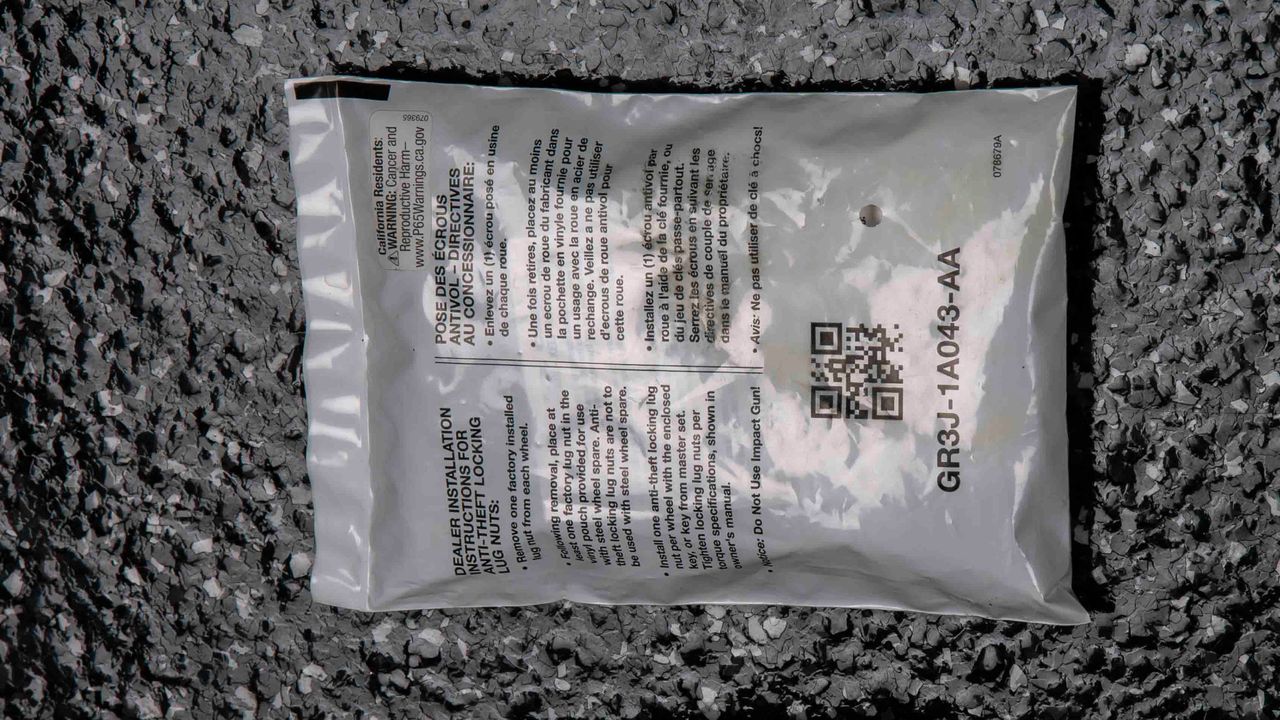 California Residents:
⚠ WARNING: Cancer and
Reproductive Harm–
www.P65Warnings.ca.gov
079365
DEALER INSTALLATION
INSTRUCTIONS FOR
ANTI-THEFT LOCKING
LUG NUTS:
• Remove one factory installed
lug nut from each wheel.
• Following removal, place at
least one factory lug nut in the
vinyl pouch provided for use
with steel wheel spare. Anti-
theft locking lug nuts are not to
be used with steel wheel spare.
• Install one anti-theft locking lug
nut per wheel with the enclosed
key, or key from master set.
Tighten locking lug nuts per
torque specifications, shown in
owner's manual.
• Notice: Do Not Use Impact Gun!
POSE DES ÉCROUS
ANTIVOL – DIRECTIVES
AU CONCESSIONNAIRE:
• Enlevez un (1) écrou posé en usine
de chaque roue.
• Une fois retires, placez au moins
un ecrou de roue du fabricant dans
la pochette en vinyle fournie pour
un usage avec la roue en acier de
rechange. Veillez a ne pas utiliser
d'ecrous de roue antivol pour
cette roue.
• Installez un (1) écrou antivol par
roue à l'aide de la clé fournie, ou
du jeu de clés passe-partout.
Serrez les écrous en suivant les
directives de couple de serrage
dans le manuel du propriétaire.
• Avis: Ne pas utiliser de clé à chocs!
GR3J-1A043-AA
078679A